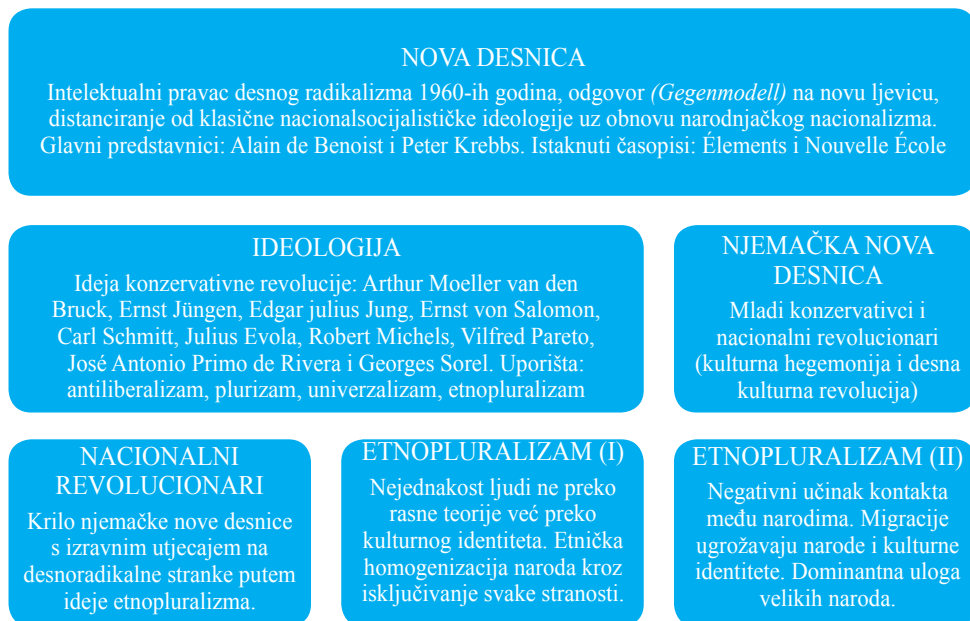 NOVA DESNICA
Intelektualni pravac desnog radikalizma 1960-ih godina, odgovor (Gegenmodell) na novu ljevicu,
distanciranje od klasične nacionalsocijalističke ideologije uz obnovu narodnjačkog nacionalizma.
Glavni predstavnici: Alain de Benoist i Peter Krebbs. Istaknuti časopisi: Élements i Nouvelle École
IDEOLOGIJA
Ideja konzervativne revolucije: Arthur Moeller van den
Bruck, Ernst Jüngen, Edgar julius Jung, Ernst von Salomon,
Carl Schmitt, Julius Evola, Robert Michels, Vilfred Pareto,
José Antonio Primo de Rivera i Georges Sorel. Uporišta:
antiliberalizam, plurizam, univerzalizam, etnopluralizam
NJEMAČKA NOVA
DESNICA
Mladi konzervativci i
nacionalni revolucionari
(kulturna hegemonija i desna
kulturna revolucija)
NACIONALNI
REVOLUCIONARI
Krilo njemačke nove desnice
s izravnim utjecajem na
desnoradikalne stranke putem
ideje etnopluralizma.
ETNOPLURALIZAM (I)
Nejednakost ljudi ne preko
rasne teorije već preko
kulturnog identiteta. Etnička
homogenizacija naroda kroz
isključivanje svake stranosti.
ETNOPLURALIZAM (II)
Negativni učinak kontakta
među narodima. Migracije
ugrožavaju narode i kulturne
identitete. Dominantna uloga
velikih naroda.